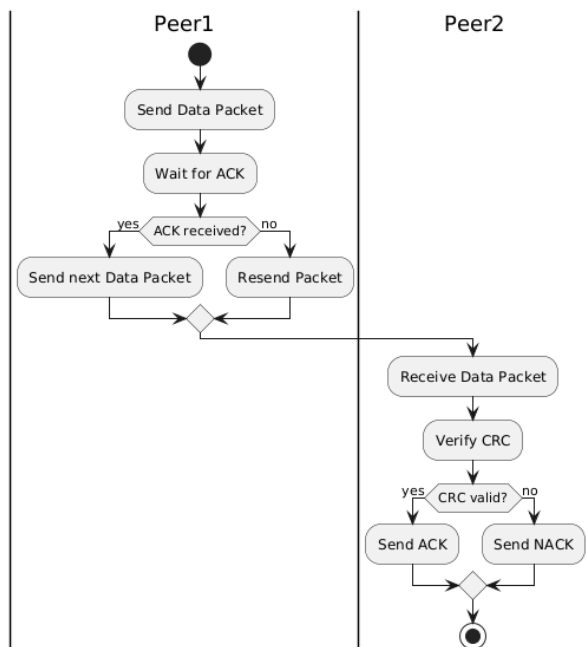 Peer1
Peer2
Send Data Packet
Wait for ACK
yes
ACK received?
no
Send next Data Packet
Resend Packet
Receive Data Packet
Verify CRC
yes
CRC valid?
no
Send ACK
Send NACK